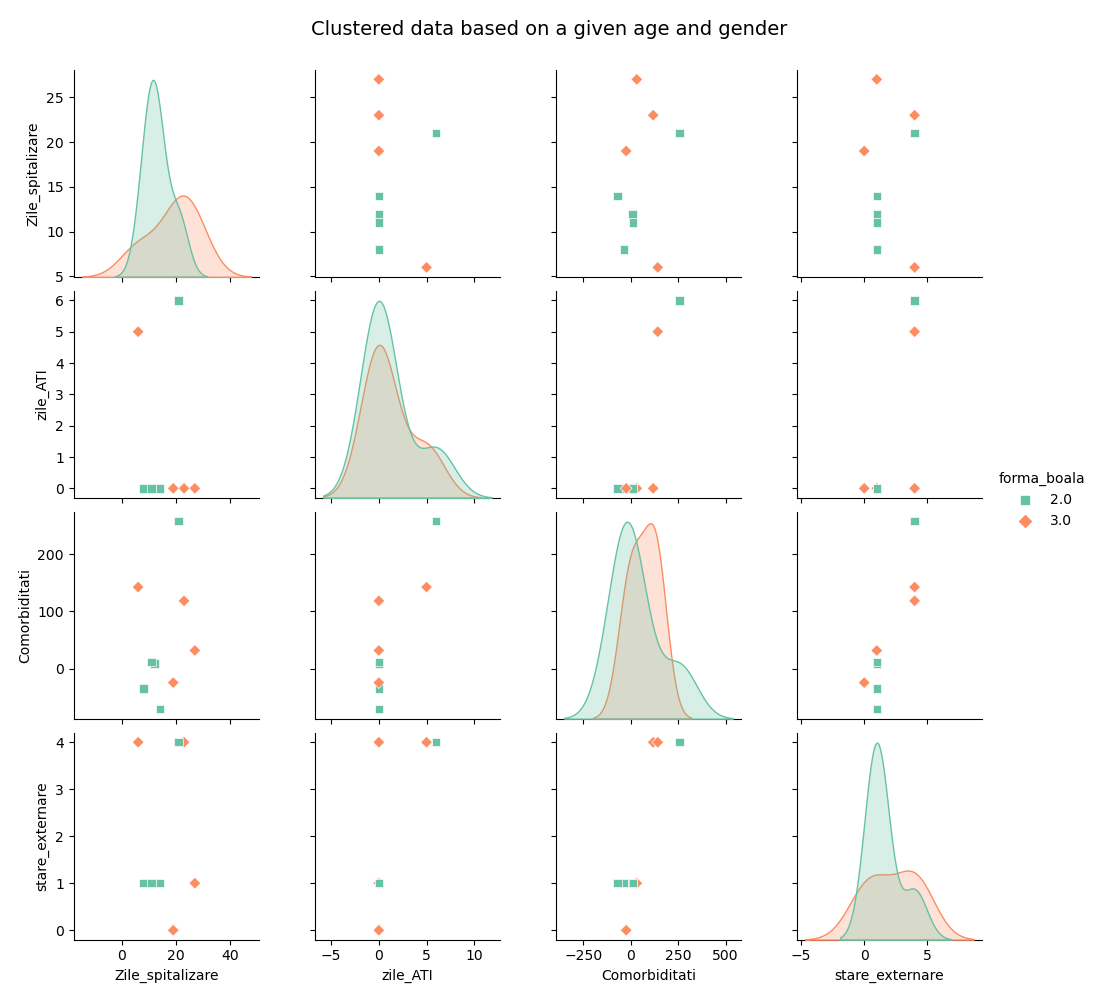 Clustered data based on a given age and gender
25
20
15
10
5
Zile_spitalizare
6
5
4
3
2
1
0
zile_ATI
forma_boala
2.0
3.0
200
100
0
Comorbiditati
4
3
2
1
0
stare_externare
0 20 40
−5 0 5 10
−250 0 250 500
−5 0 5
Zile_spitalizare
zile_ATI
Comorbiditati
stare_externare